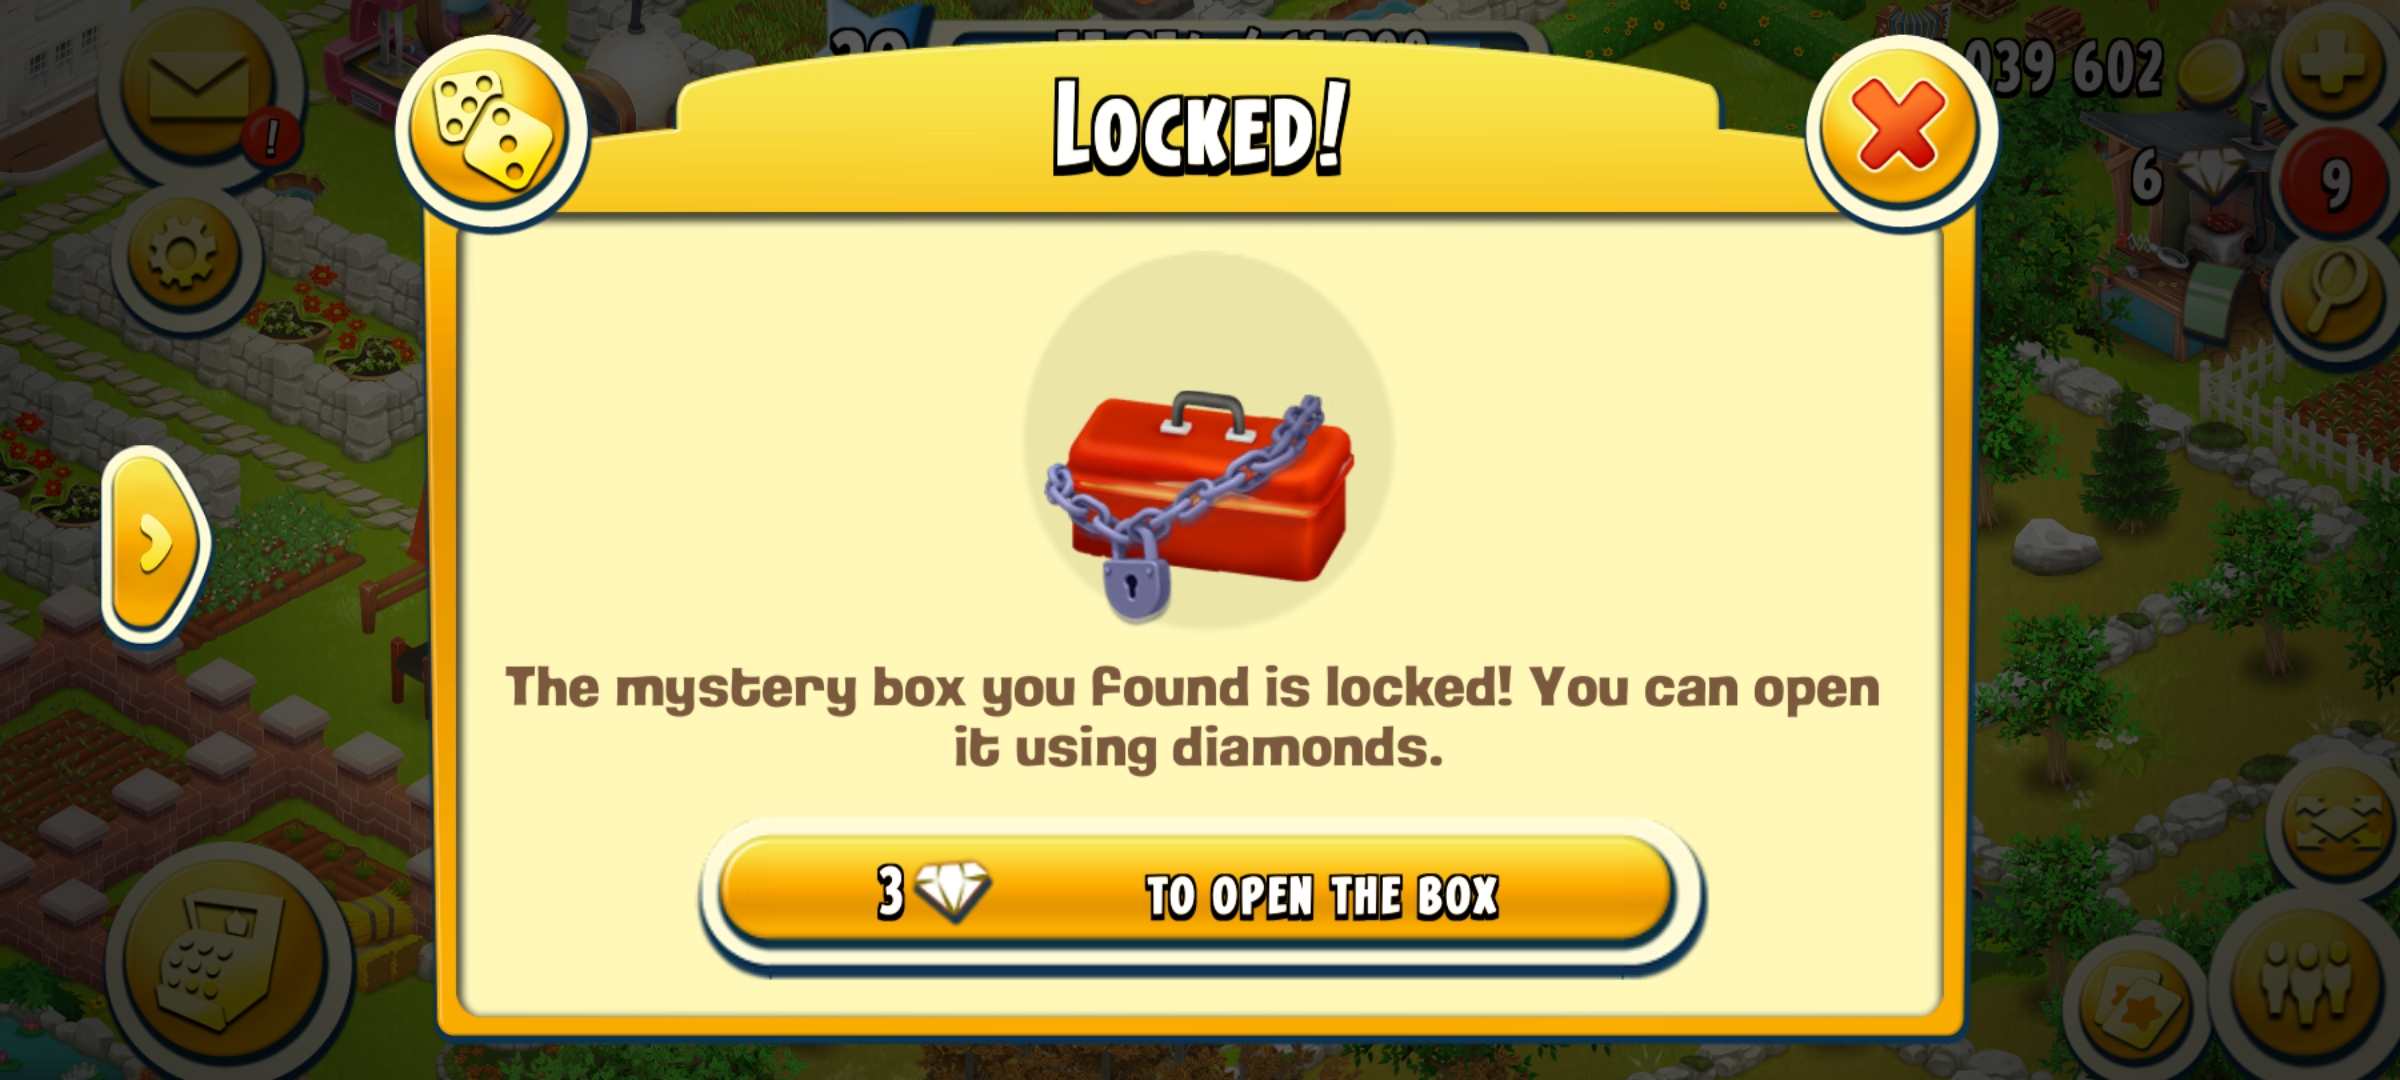 LOCKED!
039 602
!
6
9
The mystery box you found is locked! You can open
it using diamonds.
3 TO OPEN THE BOX